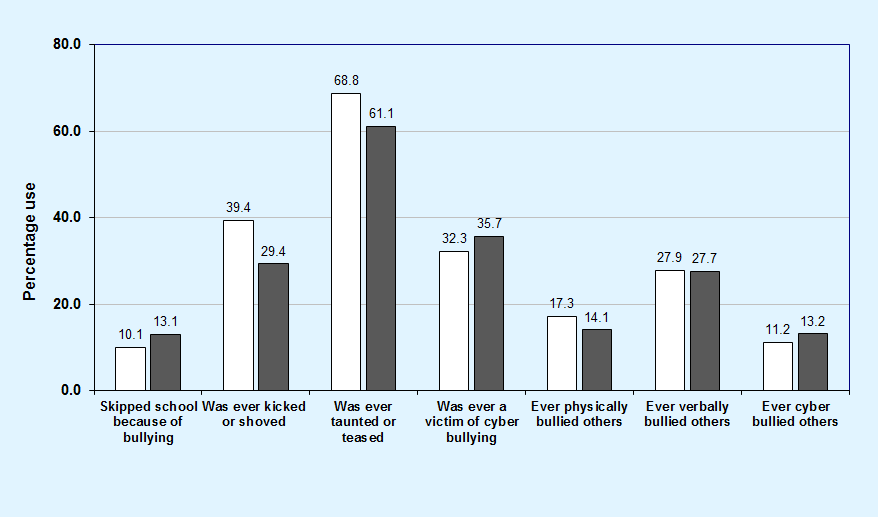 80.0
60.0
40.0
20.0
0.0
Percentage use
10.1
13.1
39.4
29.4
68.8
61.1
32.3
35.7
17.3
14.1
27.9
27.7
11.2
13.2
Skipped school
because of
bullying
Was ever kicked
or shoved
Was ever
taunted or
teased
Was ever a
victim of cyber
bullying
Ever physically
bullied others
Ever verbally
bullied others
Ever cyber
bullied others